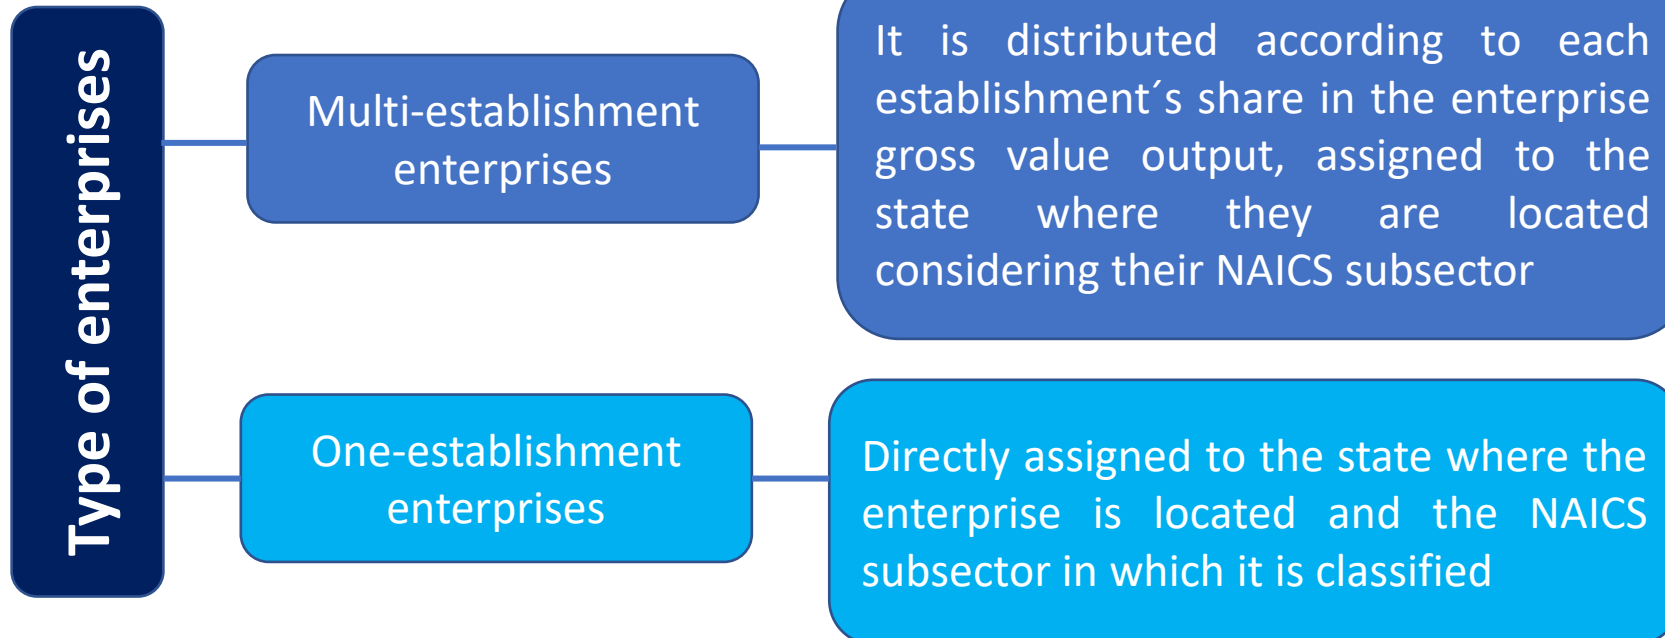 Type of enterprises
Multi-establishment
enterprises
It is distributed according to each
establishment´s share in the enterprise
gross value output, assigned to the
state where they are located
considering their NAICS subsector
One-establishment
enterprises
Directly assigned to the state where the
enterprise is located and the NAICS
subsector in which it is classified